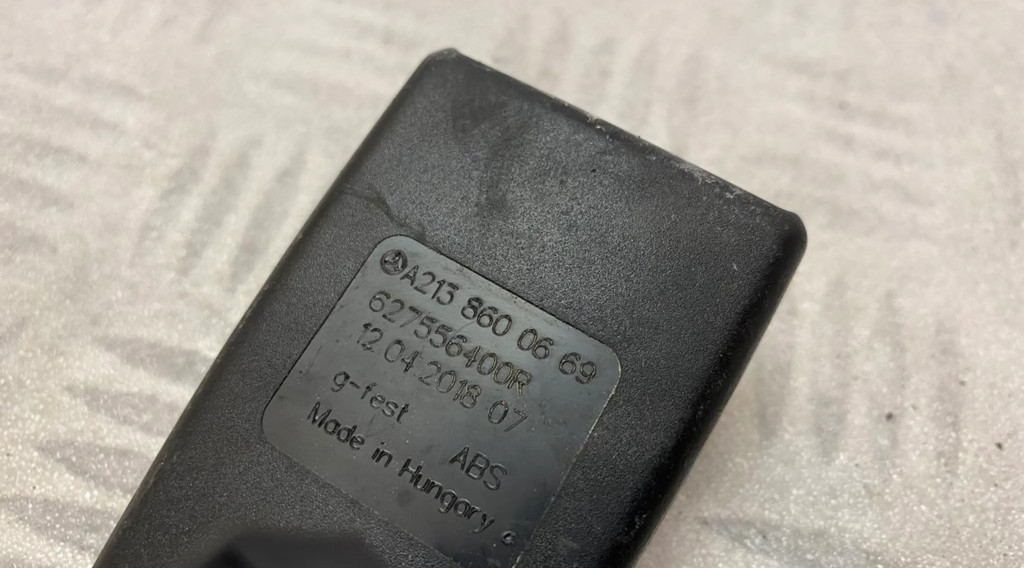 A213 860 06 69
627556400R
12 04 2018 07
g-fest
ABS
Made in Hungary